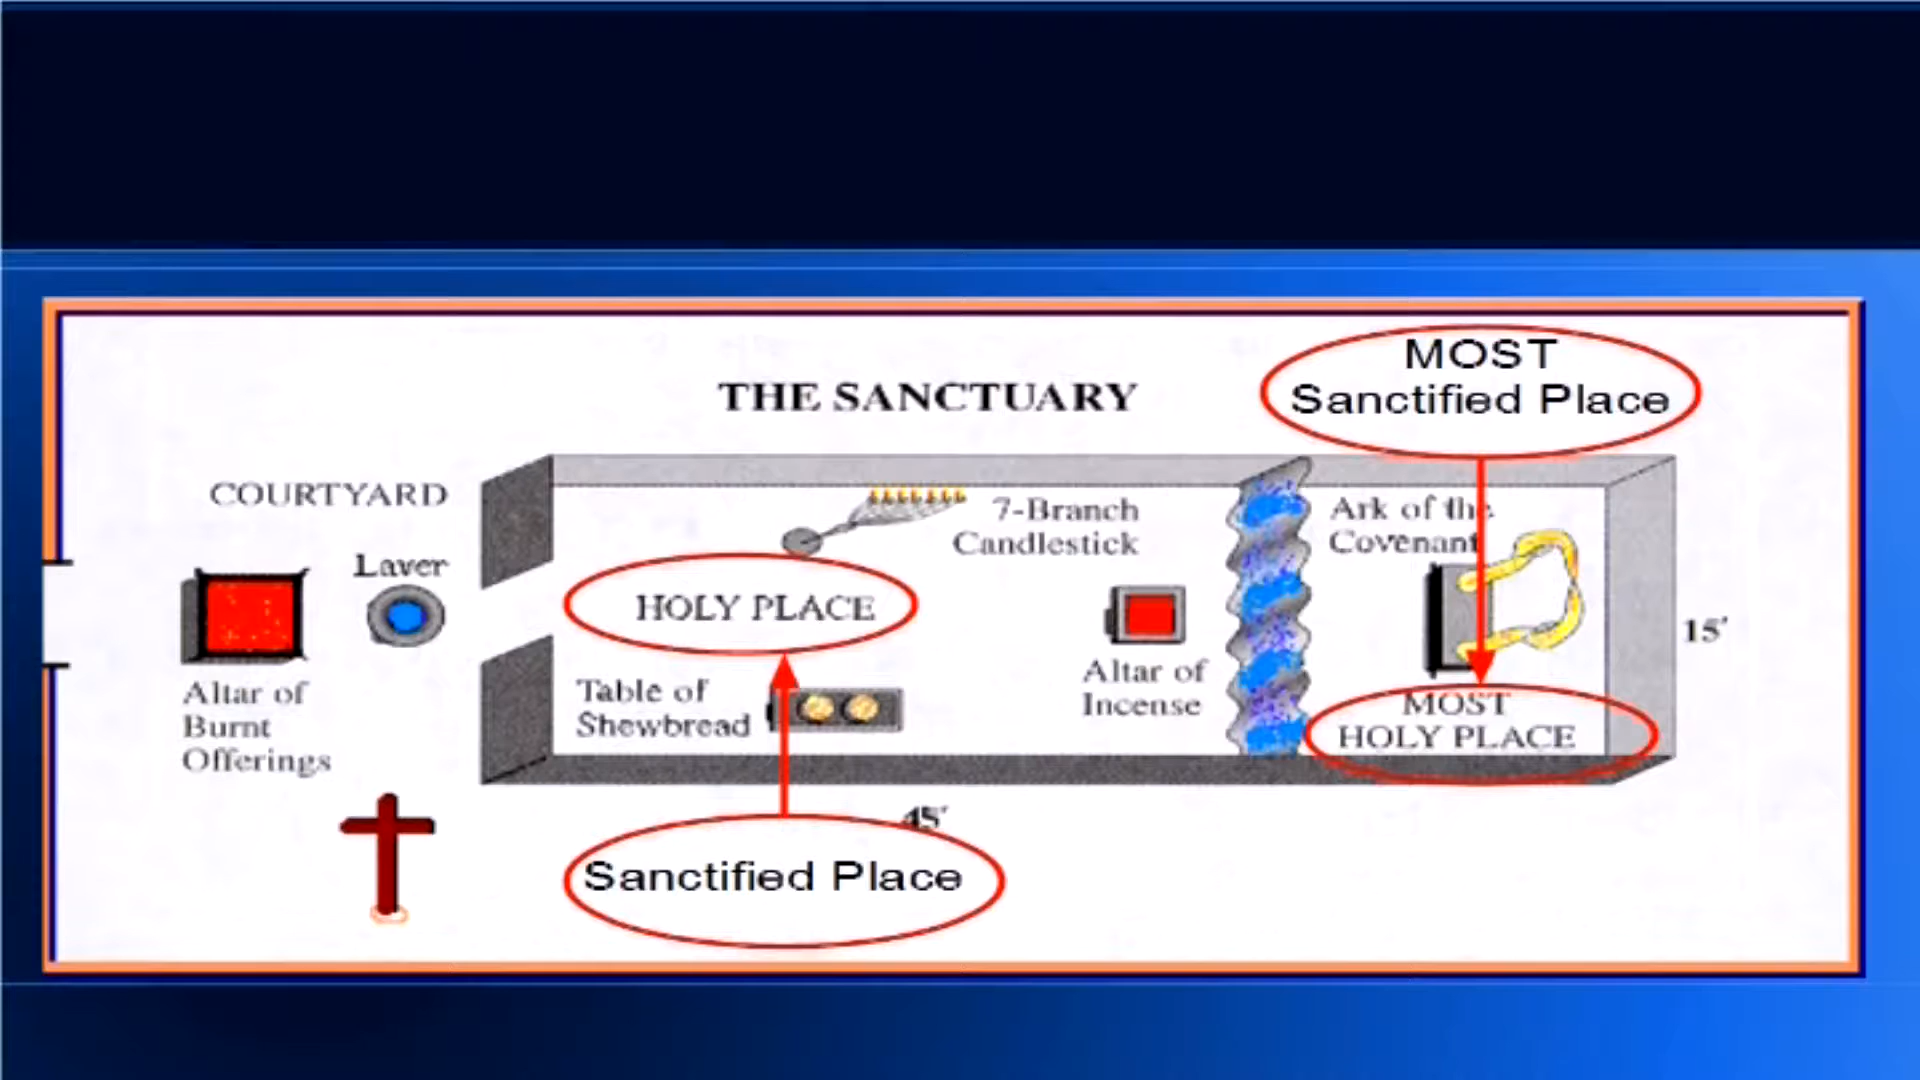 MOST
Sanctified Place
THE SANCTUARY
COURTYARD
7-Branch
Candlestick
Ark of the
Covenant
Laver
HOLY PLACE
15'
Altar of
Burnt
Offerings
Table of
Shewbread
Altar of
Incense
MOST
HOLY PLACE
45'
Sanctified Place